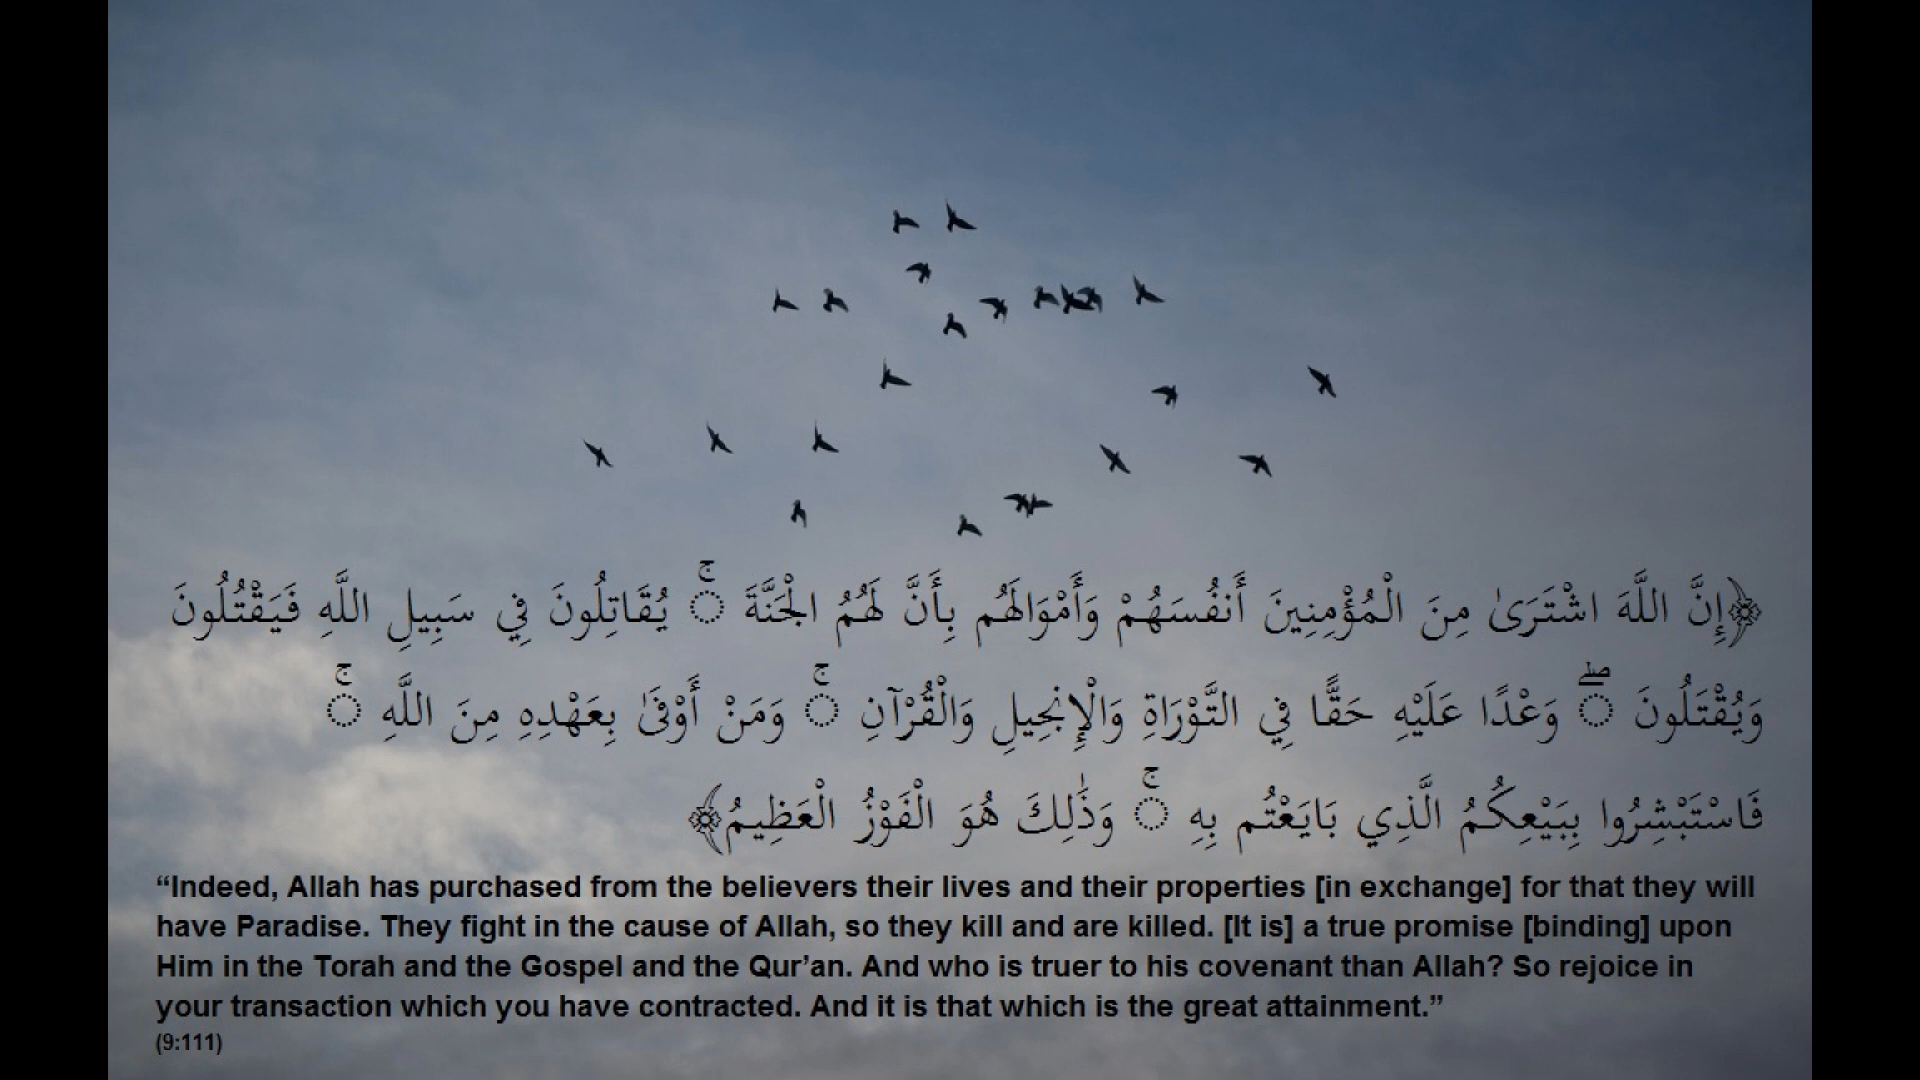 ﴿إِنَّ اللَّهَ اشْتَرَىٰ مِنَ الْمُؤْمِنِينَ أَنفُسَهُمْ وَأَمْوَالَهُم بِأَنَّ لَهُمُ الْجَنَّةَ ۚ يُقَاتِلُونَ فِي سَبِيلِ اللَّهِ فَيَقْتُلُونَ
وَيُقْتَلُونَ ۖ وَعْدًا عَلَيْهِ حَقًّا فِي التَّوْرَاةِ وَالْإِنجِيلِ وَالْقُرْآنِ ۚ وَمَنْ أَوْفَىٰ بِعَهْدِهِ مِنَ اللَّهِ ۚ
فَاسْتَبْشِرُوا بِبَيْعِكُمُ الَّذِي بَايَعْتُم بِهِ ۚ وَذَٰلِكَ هُوَ الْفَوْزُ الْعَظِيمُ﴾
“Indeed, Allah has purchased from the believers their lives and their properties [in exchange] for that they will
have Paradise. They fight in the cause of Allah, so they kill and are killed. [It is] a true promise [binding] upon
Him in the Torah and the Gospel and the Qur’an. And who is truer to his covenant than Allah? So rejoice in
your transaction which you have contracted. And it is that which is the great attainment.”
(9:111)